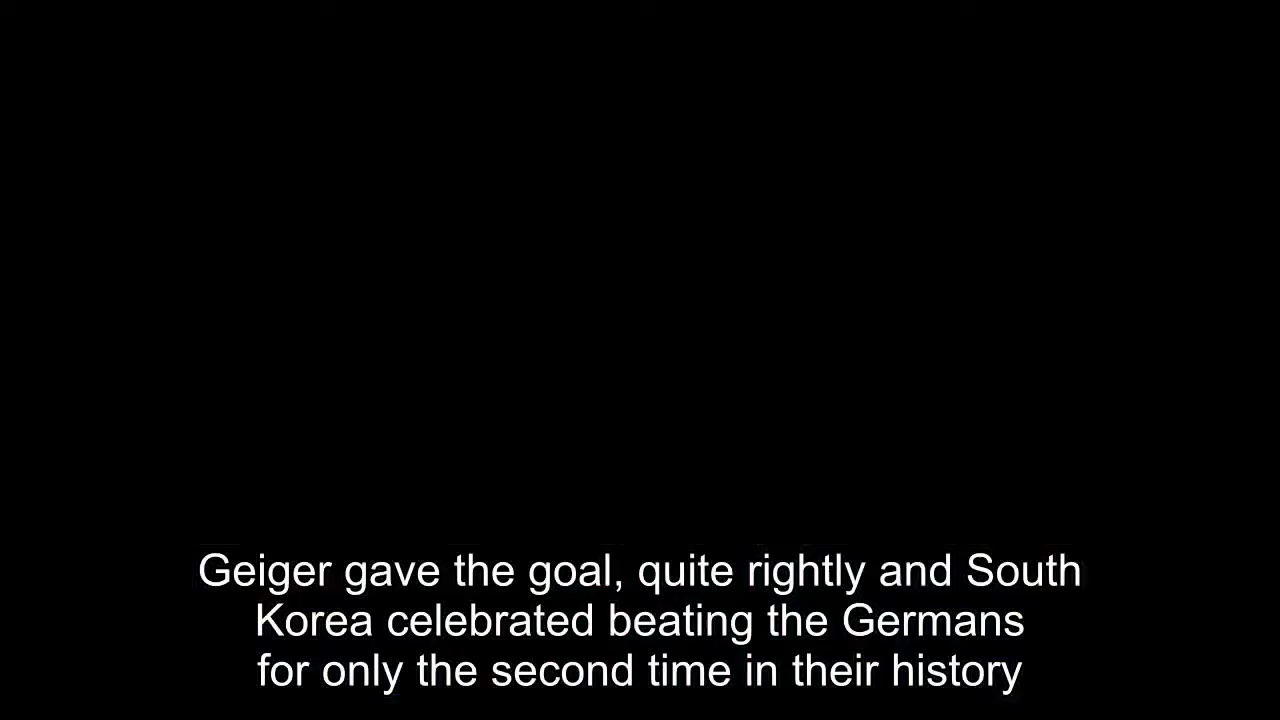 Geiger gave the goal, quite rightly and South
Korea celebrated beating the Germans
for only the second time in their history